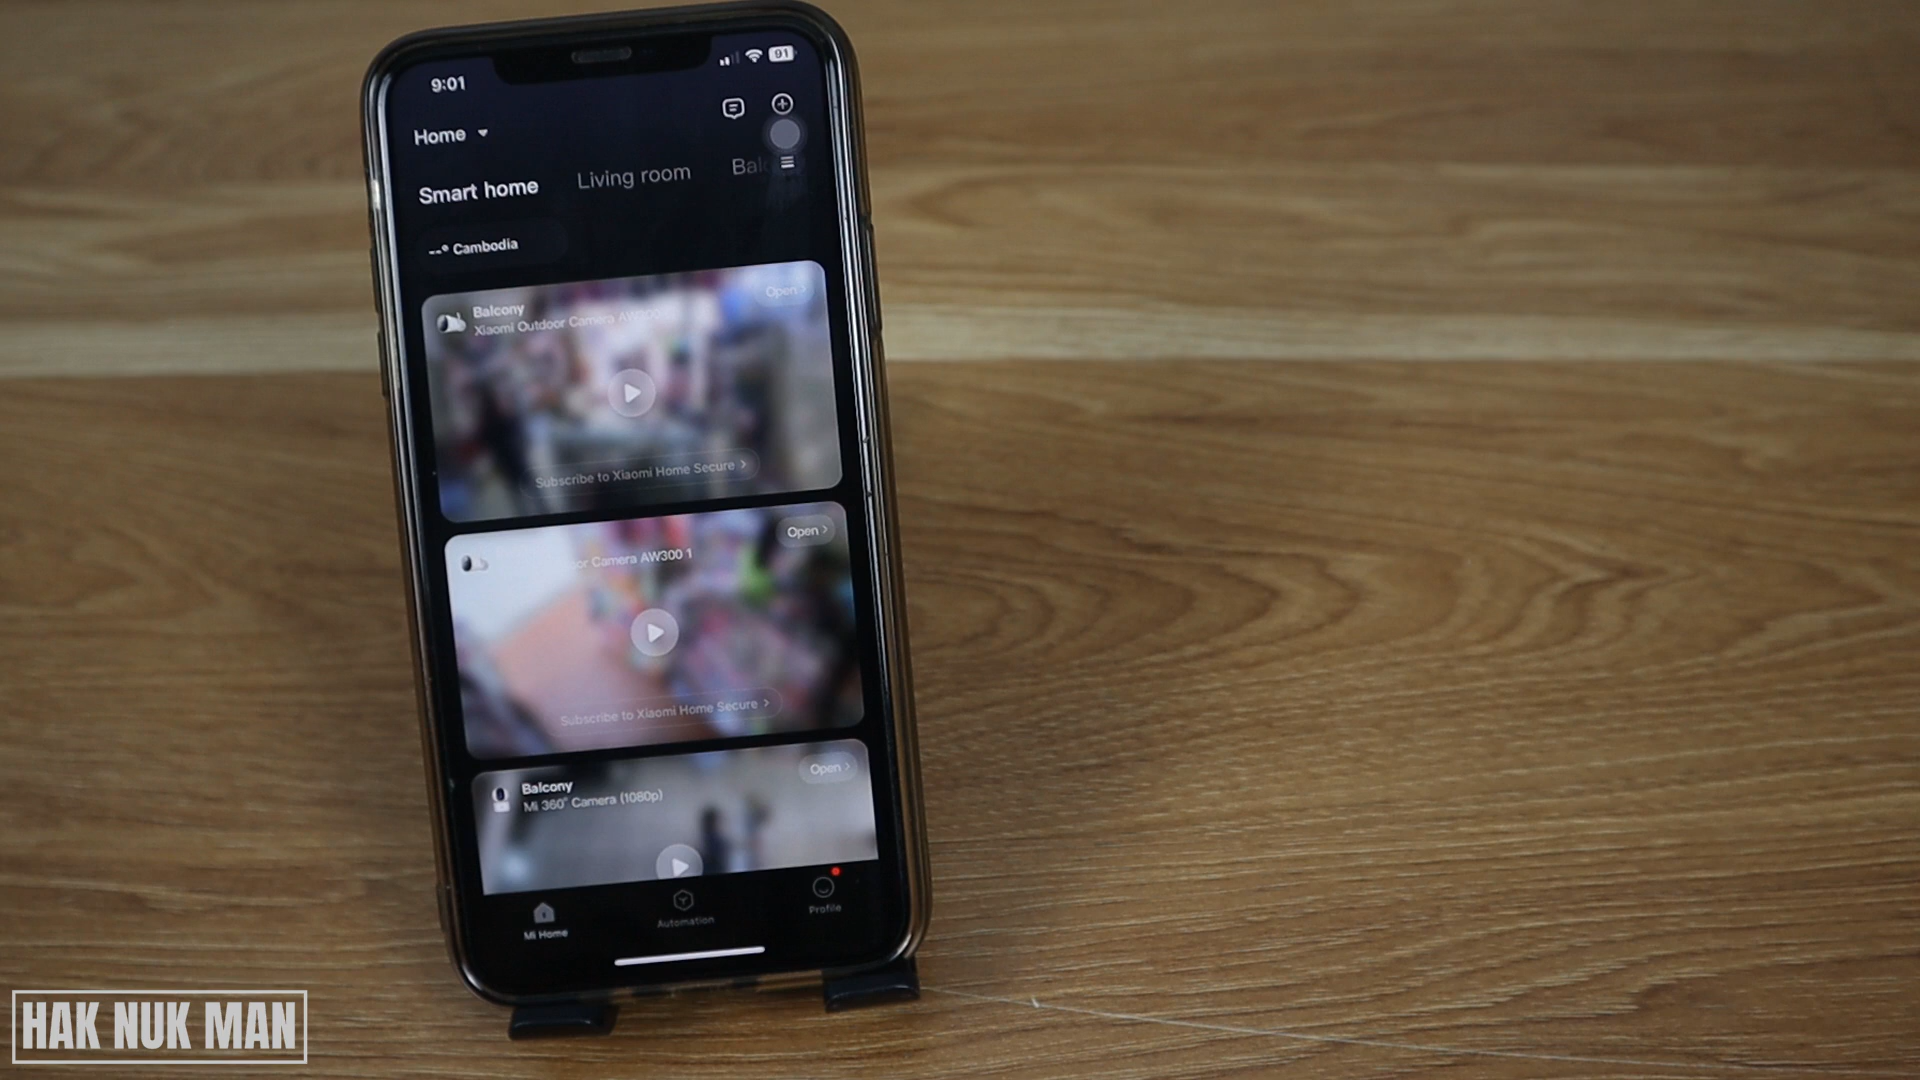 9:01
91
Home
Smart home
Living room
--° Cambodia
Balcony
Xiaomi Outdoor Camera
Open >
Subscribe to Xiaomi Home Secure >
Open >
Camera AW300 1
Subscribe to Xiaomi Home Secure >
Balcony
Mi 360° Camera (1080p)
Open >
Mi Home
Automation
Profile
HAK NUK MAN